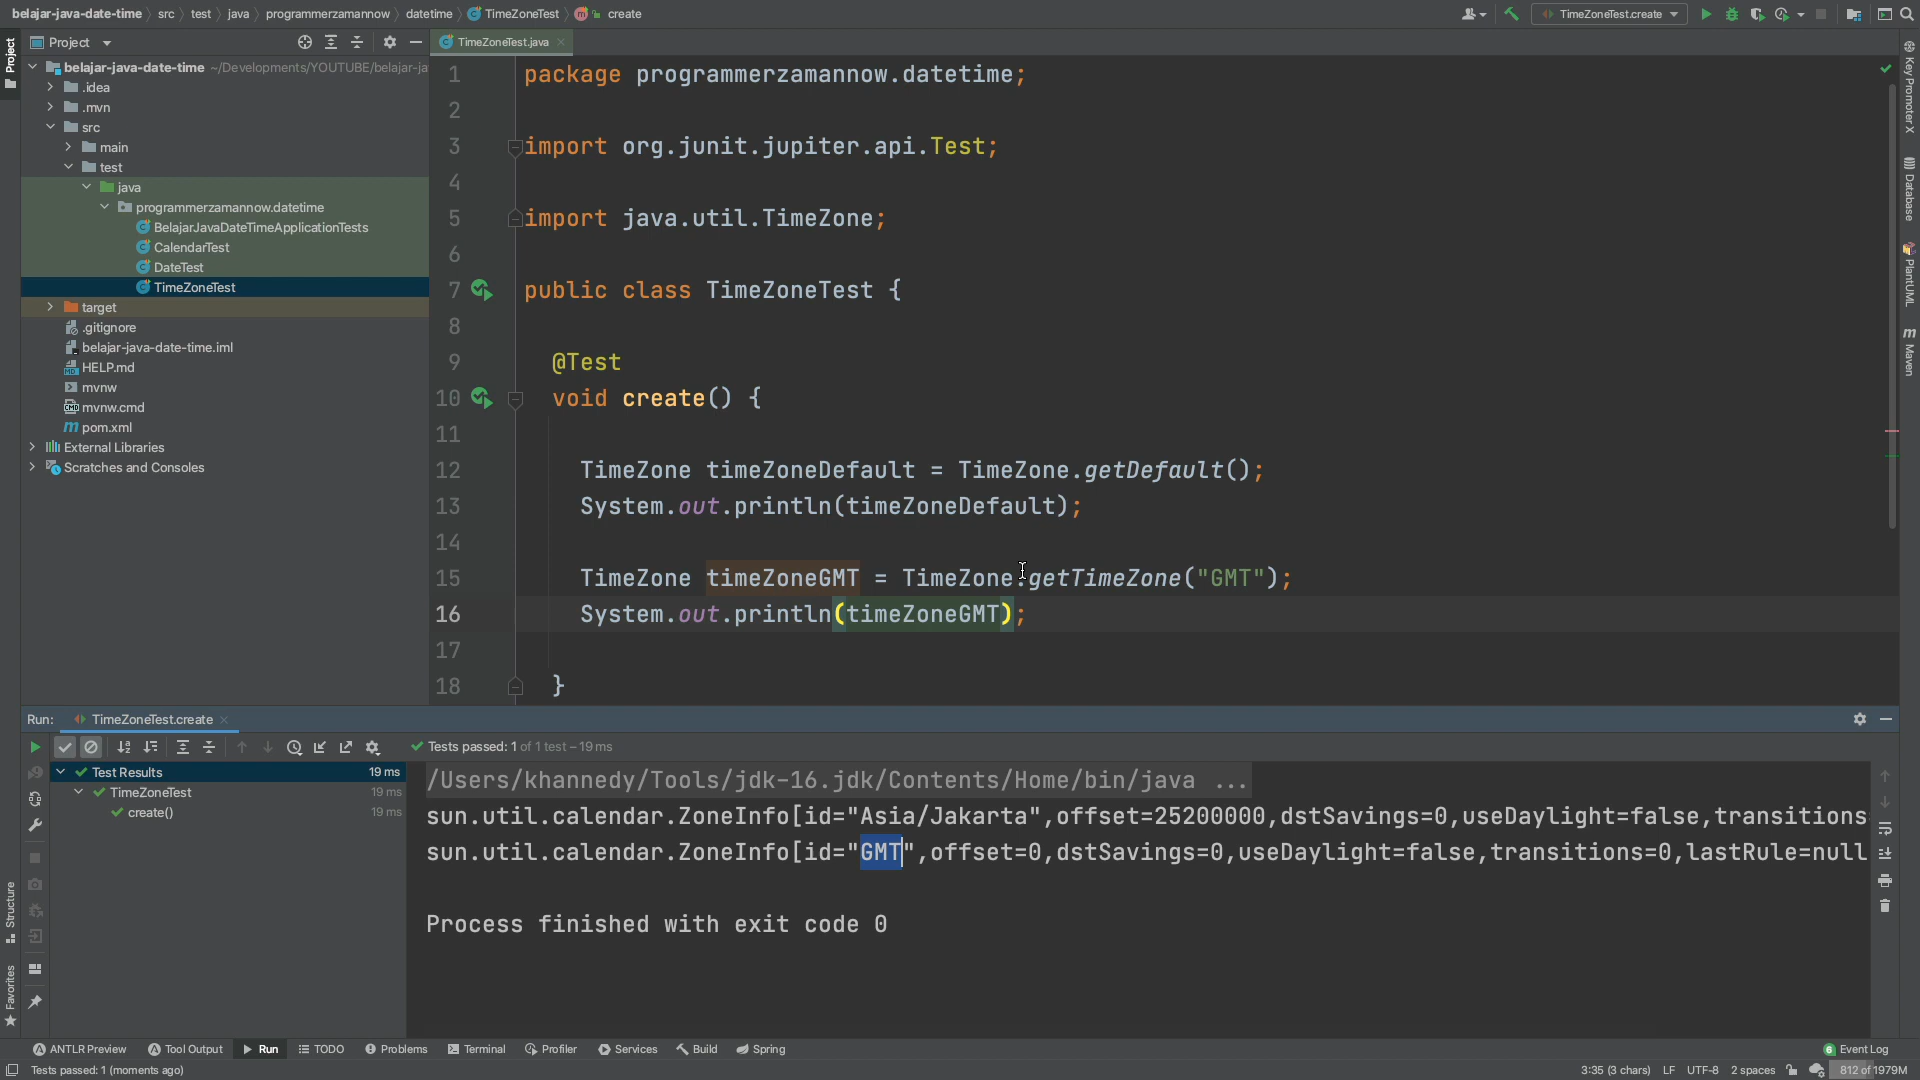 belajar-java-date-time > src > test > java > programmerzamannow > datetime > TimeZoneTest > create
TimeZoneTest.create
Project
TimeZoneTest.java
belajar-java-date-time ~/Developments/YOUTUBE/belajar-ja
.idea
.mvn
src
main
test
java
programmerzamannow.datetime
BelajarJavaDateTimeApplicationTests
CalendarTest
DateTest
TimeZoneTest
target
.gitignore
belajar-java-date-time.iml
HELP.md
mvnw
mvnw.cmd
pom.xml
External Libraries
Scratches and Consoles
1 package programmerzamannow.datetime;
2
3 import org.junit.jupiter.api.Test;
4
5 import java.util.TimeZone;
6
7 public class TimeZoneTest {
8
9 @Test
10 void create() {
11
12 TimeZone timeZoneDefault = TimeZone.getDefault();
13 System.out.println(timeZoneDefault);
14
15 TimeZone timeZoneGMT = TimeZone.getTimeZone("GMT");
16 System.out.println(timeZoneGMT);
17
18 }
Project
Structure
Favorites
Key Promoter X
Database
PlantUML
Maven
Run: TimeZoneTest.create
Tests passed: 1 of 1 test – 19 ms
Test Results 19 ms
TimeZoneTest 19 ms
create() 19 ms
/Users/khannedy/Tools/jdk-16.jdk/Contents/Home/bin/java ...
sun.util.calendar.ZoneInfo[id="Asia/Jakarta",offset=25200000,dstSavings=0,useDaylight=false,transitions
sun.util.calendar.ZoneInfo[id="GMT",offset=0,dstSavings=0,useDaylight=false,transitions=0,lastRule=null
Process finished with exit code 0
ANTLR Preview Tool Output Run TODO Problems Terminal Profiler Services Build Spring 6 Event Log
Tests passed: 1 (moments ago) 3:35 (3 chars) LF UTF-8 2 spaces 812 of 1979M